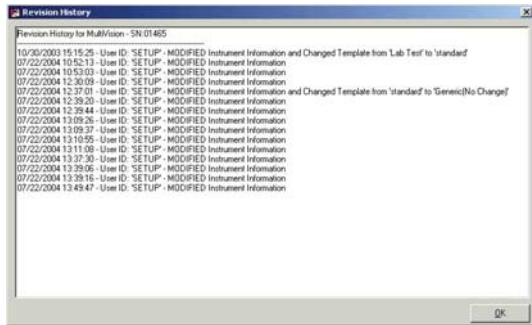 Revision History
Revision History for MultiVision - SN:01465
10/30/2003 15:15:25 - User ID: 'SETUP' - MODIFIED Instrument Information and Changed Template from 'Lab Test' to 'standard'
07/22/2004 10:52:13 - User ID: 'SETUP' - MODIFIED Instrument Information
07/22/2004 10:53:03 - User ID: 'SETUP' - MODIFIED Instrument Information
07/22/2004 12:30:09 - User ID: 'SETUP' - MODIFIED Instrument Information
07/22/2004 12:37:01 - User ID: 'SETUP' - MODIFIED Instrument Information and Changed Template from 'standard' to 'Generic(No Change)'
07/22/2004 12:39:20 - User ID: 'SETUP' - MODIFIED Instrument Information
07/22/2004 12:39:44 - User ID: 'SETUP' - MODIFIED Instrument Information
07/22/2004 13:09:26 - User ID: 'SETUP' - MODIFIED Instrument Information
07/22/2004 13:09:37 - User ID: 'SETUP' - MODIFIED Instrument Information
07/22/2004 13:10:55 - User ID: 'SETUP' - MODIFIED Instrument Information
07/22/2004 13:11:08 - User ID: 'SETUP' - MODIFIED Instrument Information
07/22/2004 13:37:30 - User ID: 'SETUP' - MODIFIED Instrument Information
07/22/2004 13:39:06 - User ID: 'SETUP' - MODIFIED Instrument Information
07/22/2004 13:39:16 - User ID: 'SETUP' - MODIFIED Instrument Information
07/22/2004 13:49:47 - User ID: 'SETUP' - MODIFIED Instrument Information
OK